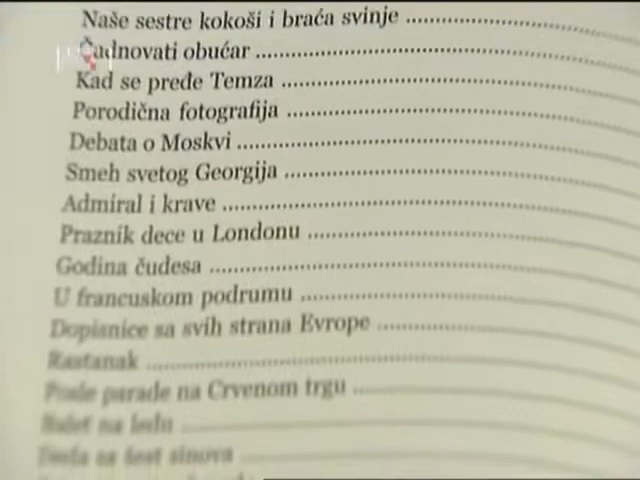 Naše sestre kokoši i braća svinje ........................
Čudnovati obućar ........................
Kad se pređe Temza ........................
Porodična fotografija ........................
Debata o Moskvi ........................
Smeh svetog Georgija ........................
Admiral i krave ........................
Praznik dece u Londonu ........................
Godina čudesa ........................
U francuskom podrumu ........................
Dopisnice sa svih strana Evrope ........................
Rastanak ........................
Posle parade na Crvenom trgu ........................
Balet na ledu ........................
šest sinova ........................